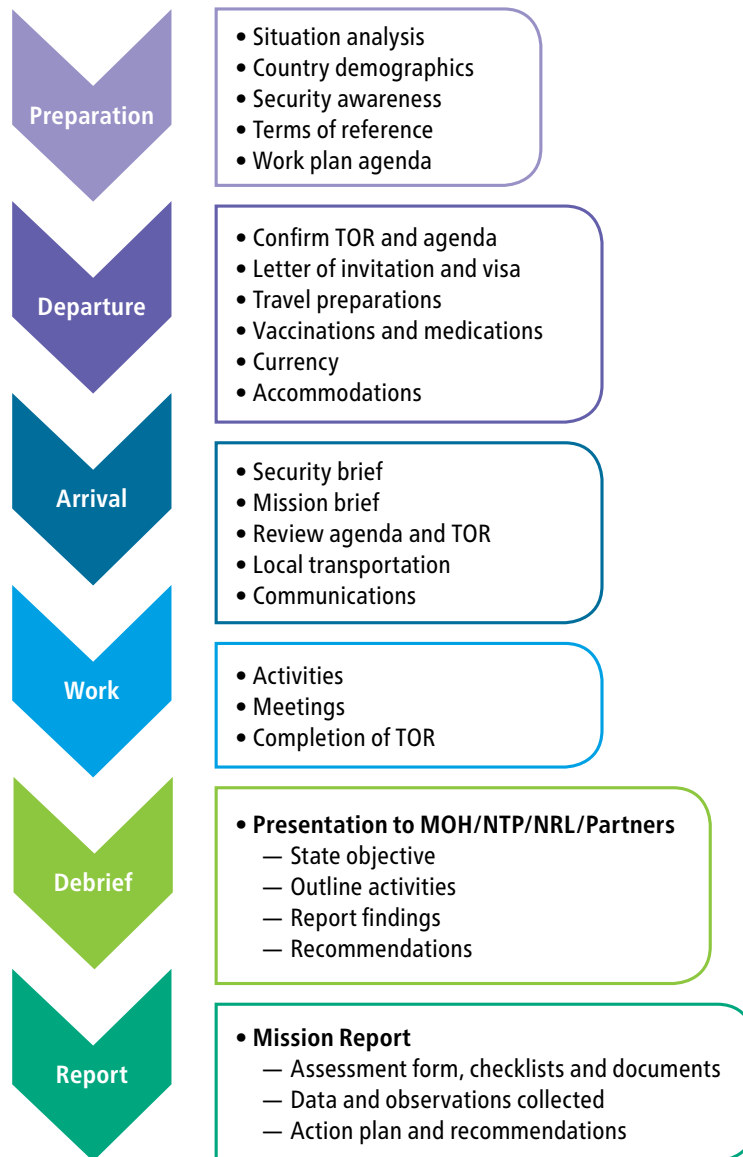 Preparation
• Situation analysis
• Country demographics
• Security awareness
• Terms of reference
• Work plan agenda
Departure
• Confirm TOR and agenda
• Letter of invitation and visa
• Travel preparations
• Vaccinations and medications
• Currency
• Accommodations
Arrival
• Security brief
• Mission brief
• Review agenda and TOR
• Local transportation
• Communications
Work
• Activities
• Meetings
• Completion of TOR
Debrief
• Presentation to MOH/NTP/NRL/Partners
— State objective
— Outline activities
— Report findings
— Recommendations
Report
• Mission Report
— Assessment form, checklists and documents
— Data and observations collected
— Action plan and recommendations